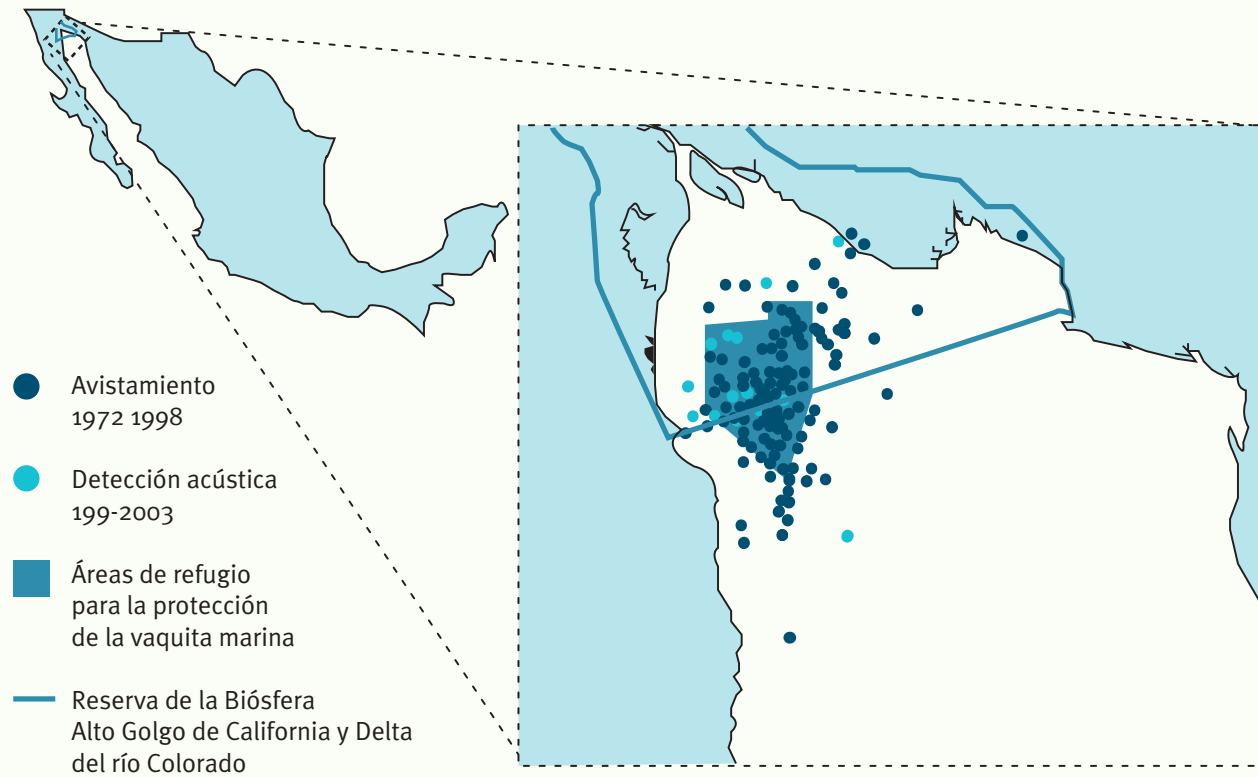 Avistamiento
1972 1998
Detección acústica
199-2003
Áreas de refugio
para la protección
de la vaquita marina
Reserva de la Biósfera
Alto Golgo de California y Delta
del río Colorado